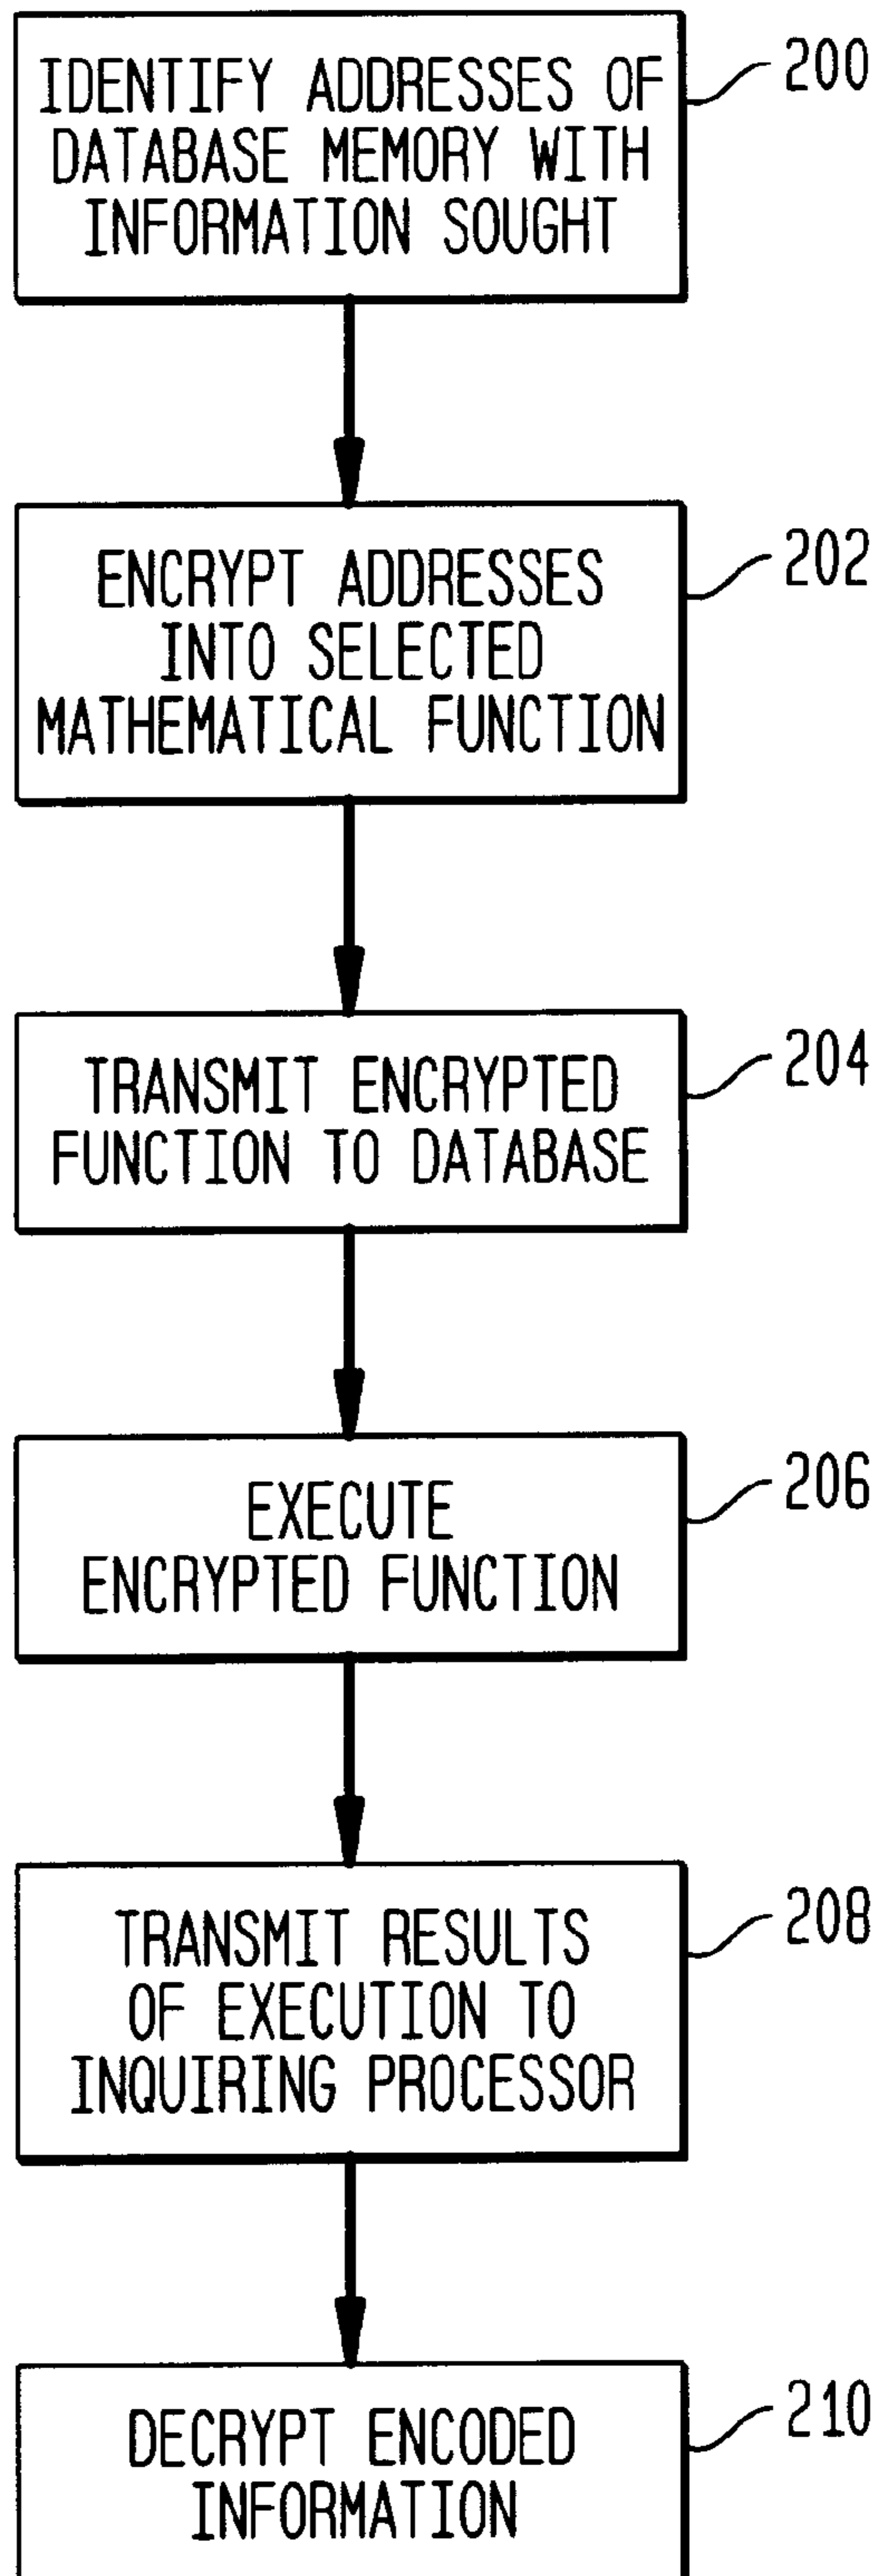 IDENTIFY ADDRESSES OF
DATABASE MEMORY WITH
INFORMATION SOUGHT
200
ENCRYPT ADDRESSES
INTO SELECTED
MATHEMATICAL FUNCTION
202
TRANSMIT ENCRYPTED
FUNCTION TO DATABASE
204
EXECUTE
ENCRYPTED FUNCTION
206
TRANSMIT RESULTS
OF EXECUTION TO
INQUIRING PROCESSOR
208
DECRYPT ENCODED
INFORMATION
210